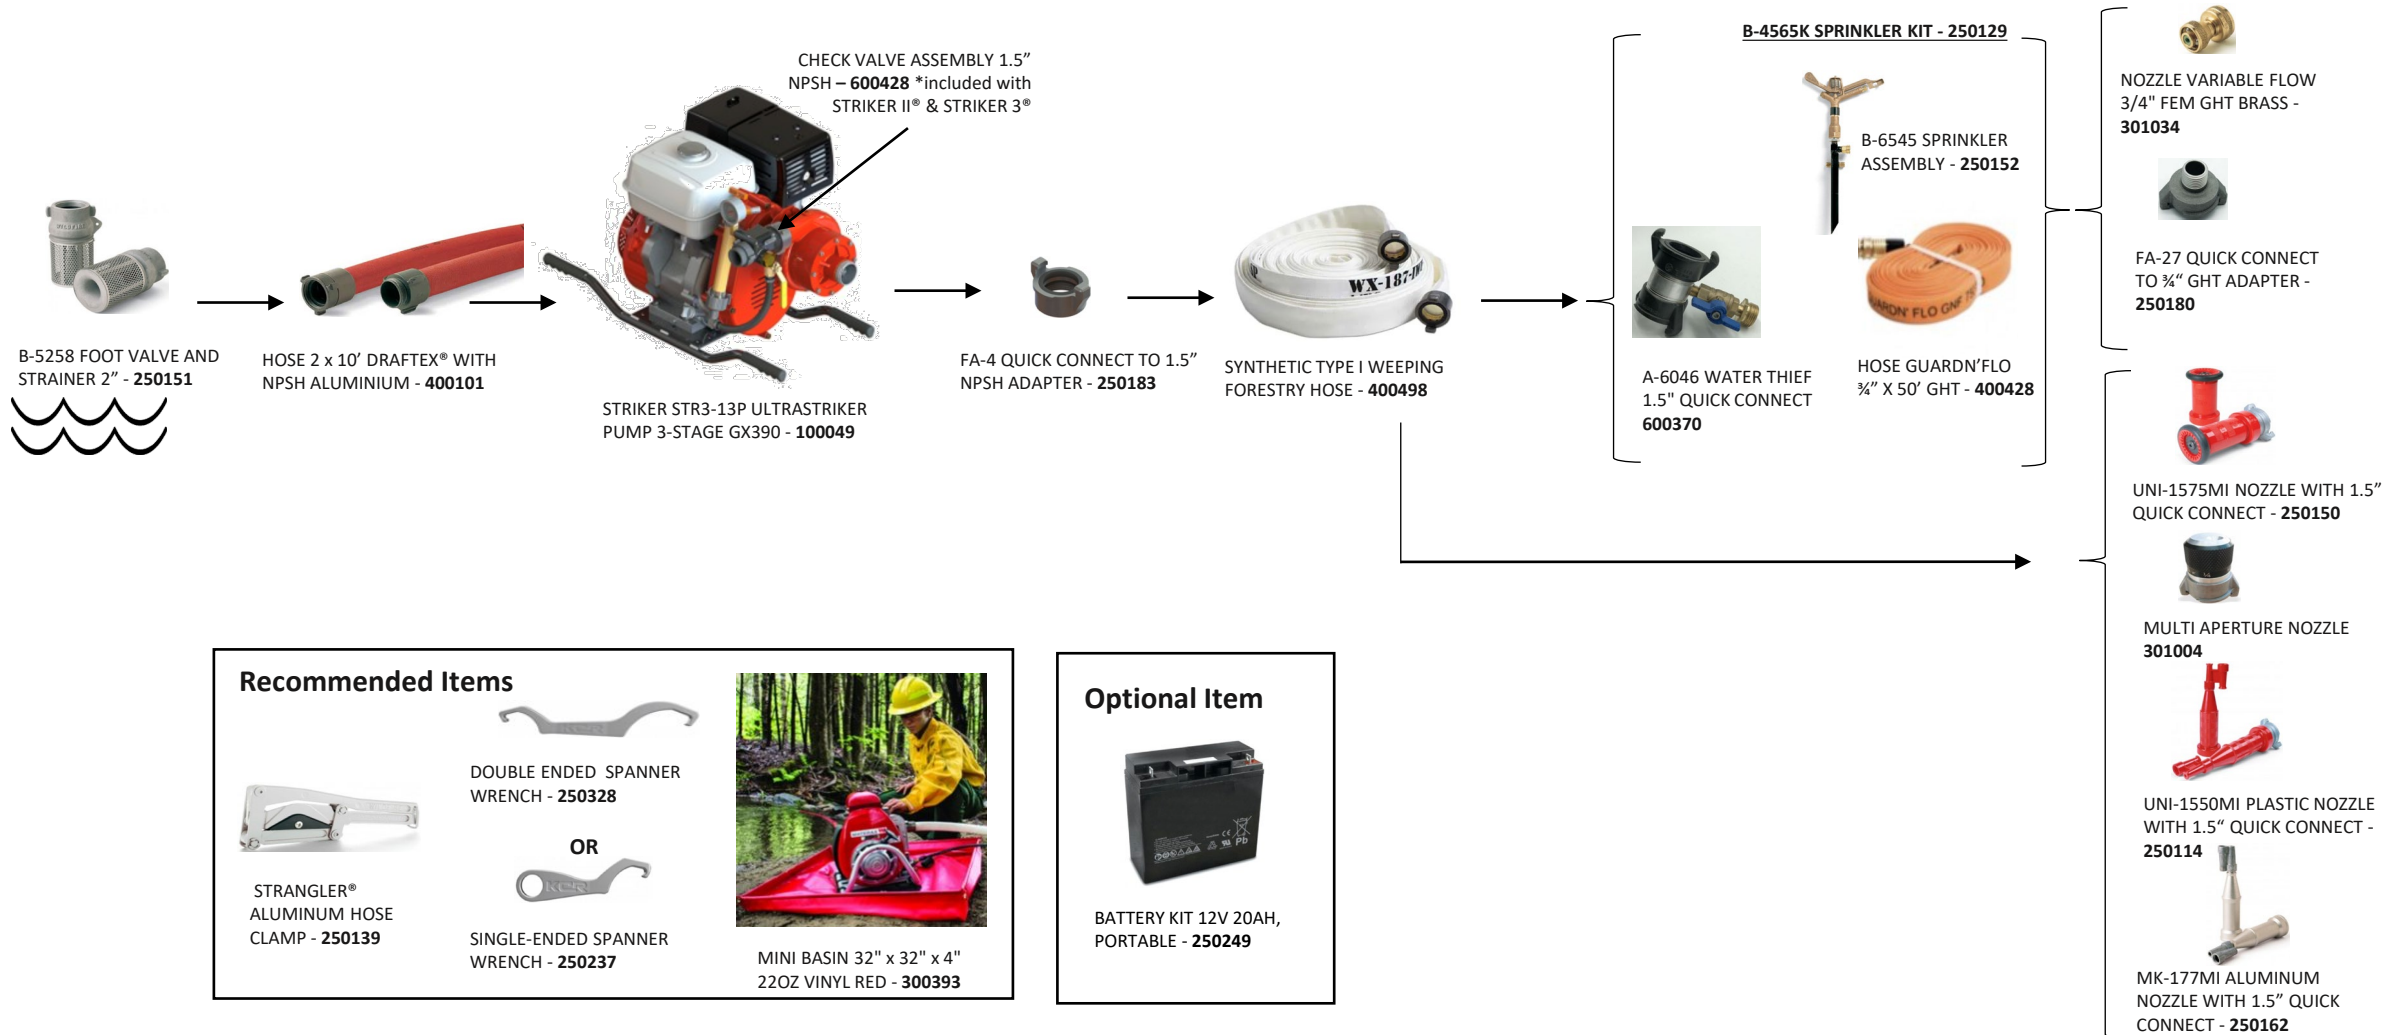 B-4565K SPRINKLER KIT - 250129
CHECK VALVE ASSEMBLY 1.5”
NPSH – 600428 *included with
STRIKER II® & STRIKER 3®
B-5258 FOOT VALVE AND
STRAINER 2” - 250151
HOSE 2 x 10’ DRAFTEX® WITH
NPSH ALUMINIUM - 400101
STRIKER STR3-13P ULTRASTRIKER
PUMP 3-STAGE GX390 - 100049
FA-4 QUICK CONNECT TO 1.5”
NPSH ADAPTER - 250183
WX-187-
SYNTHETIC TYPE I WEEPING
FORESTRY HOSE - 400498
B-6545 SPRINKLER
ASSEMBLY - 250152
A-6046 WATER THIEF
1.5" QUICK CONNECT
600370
GUARDN' FLO
HOSE GUARDN’FLO
¾” X 50’ GHT - 400428
NOZZLE VARIABLE FLOW
3/4" FEM GHT BRASS -
301034
FA-27 QUICK CONNECT
TO ¾“ GHT ADAPTER -
250180
UNI-1575MI NOZZLE WITH 1.5”
QUICK CONNECT - 250150
MULTI APERTURE NOZZLE
301004
UNI-1550MI PLASTIC NOZZLE
WITH 1.5“ QUICK CONNECT -
250114
MK-177MI ALUMINUM
NOZZLE WITH 1.5” QUICK
CONNECT - 250162
Recommended Items
STRANGLER®
ALUMINUM HOSE
CLAMP - 250139
DOUBLE ENDED  SPANNER
WRENCH - 250328
OR
SINGLE-ENDED SPANNER
WRENCH - 250237
MINI BASIN 32" x 32" x 4"
22OZ VINYL RED - 300393
Optional Item
Pb
BATTERY KIT 12V 20AH,
PORTABLE - 250249